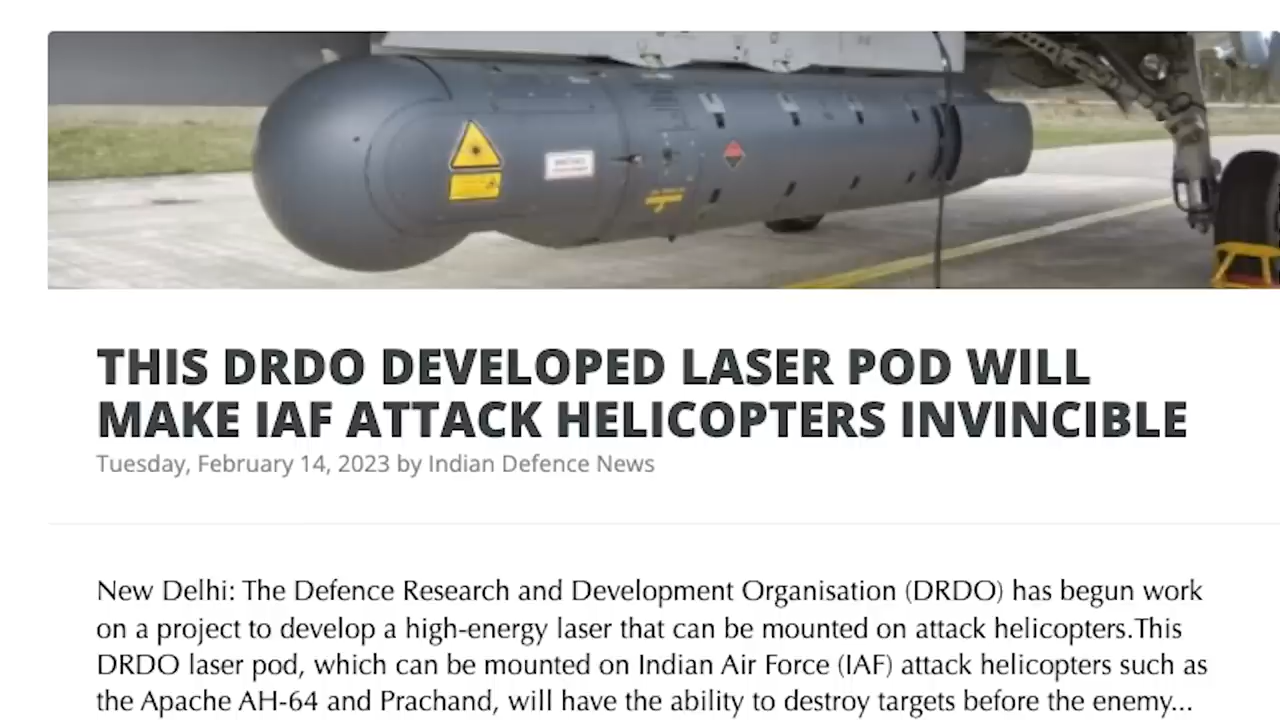 THIS DRDO DEVELOPED LASER POD WILL
MAKE IAF ATTACK HELICOPTERS INVINCIBLE
Tuesday, February 14, 2023 by Indian Defence News
New Delhi: The Defence Research and Development Organisation (DRDO) has begun work
on a project to develop a high-energy laser that can be mounted on attack helicopters.This
DRDO laser pod, which can be mounted on Indian Air Force (IAF) attack helicopters such as
the Apache AH-64 and Prachand, will have the ability to destroy targets before the enemy...